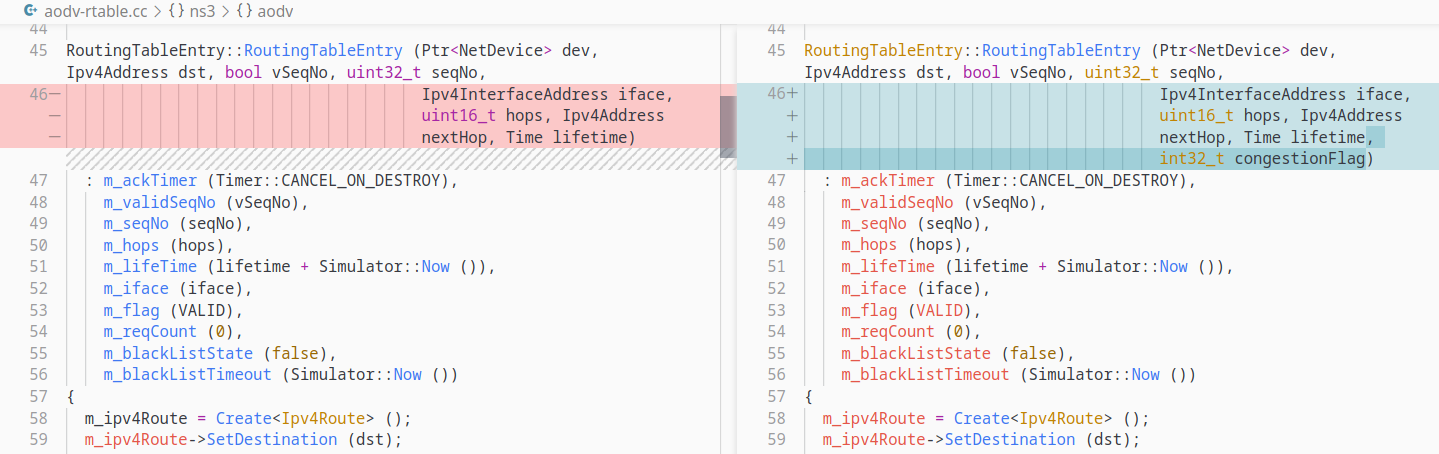 aodv-rtable.cc > {} ns3 > {} aodv
44
45 RoutingTableEntry::RoutingTableEntry (Ptr<NetDevice> dev,
Ipv4Address dst, bool vSeqNo, uint32_t seqNo,
46− Ipv4InterfaceAddress iface,
− uint16_t hops, Ipv4Address
− nextHop, Time lifetime)
47 : m_ackTimer (Timer::CANCEL_ON_DESTROY),
48 m_validSeqNo (vSeqNo),
49 m_seqNo (seqNo),
50 m_hops (hops),
51 m_lifeTime (lifetime + Simulator::Now ()),
52 m_iface (iface),
53 m_flag (VALID),
54 m_reqCount (0),
55 m_blackListState (false),
56 m_blackListTimeout (Simulator::Now ())
57 {
58 m_ipv4Route = Create<Ipv4Route> ();
59 m_ipv4Route->SetDestination (dst);
44
45 RoutingTableEntry::RoutingTableEntry (Ptr<NetDevice> dev,
Ipv4Address dst, bool vSeqNo, uint32_t seqNo,
46+ Ipv4InterfaceAddress iface,
+ uint16_t hops, Ipv4Address
+ nextHop, Time lifetime,
+ int32_t congestionFlag)
47 : m_ackTimer (Timer::CANCEL_ON_DESTROY),
48 m_validSeqNo (vSeqNo),
49 m_seqNo (seqNo),
50 m_hops (hops),
51 m_lifeTime (lifetime + Simulator::Now ()),
52 m_iface (iface),
53 m_flag (VALID),
54 m_reqCount (0),
55 m_blackListState (false),
56 m_blackListTimeout (Simulator::Now ())
57 {
58 m_ipv4Route = Create<Ipv4Route> ();
59 m_ipv4Route->SetDestination (dst);